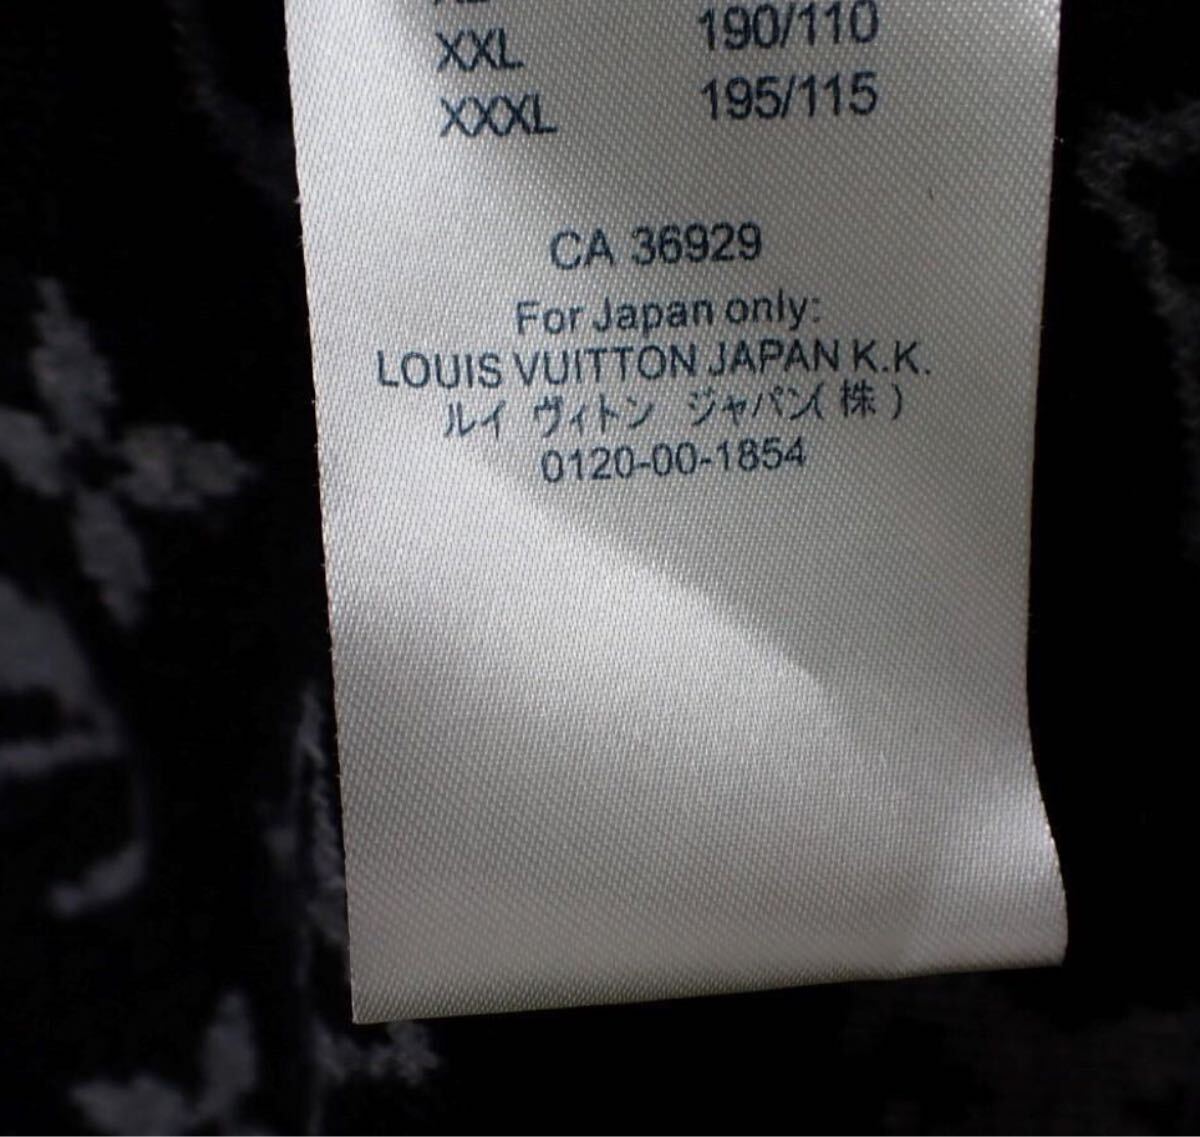 XXL 190/110
XXXL 195/115
CA 36929
For Japan only:
LOUIS VUITTON JAPAN K.K.
ルイ ヴィトン ジャパン(株)
0120-00-1854